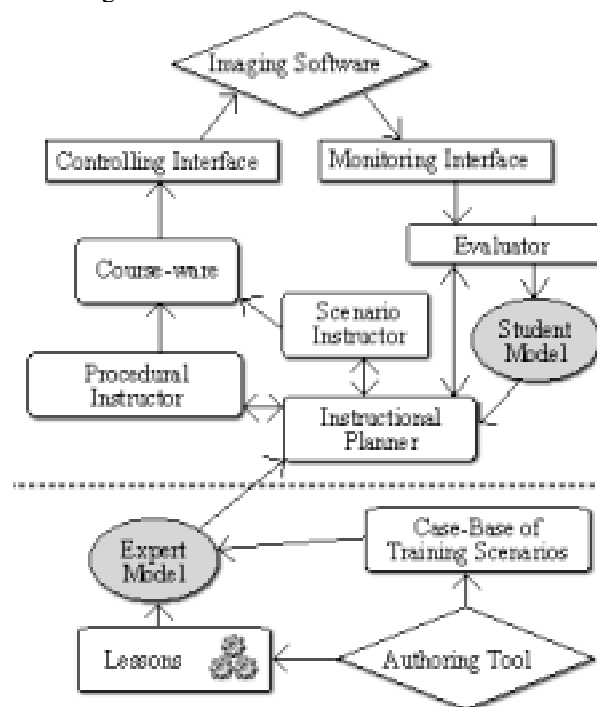 Imaging Software
Controlling Interface
Monitoring Interface
Evaluator
Course-ware
Scenario
Instructor
Student
Model
Procedural
Instructor
Instructional
Planner
Expert
Model
Case-Base of
Training Scenarios
Lessons
Authoring Tool